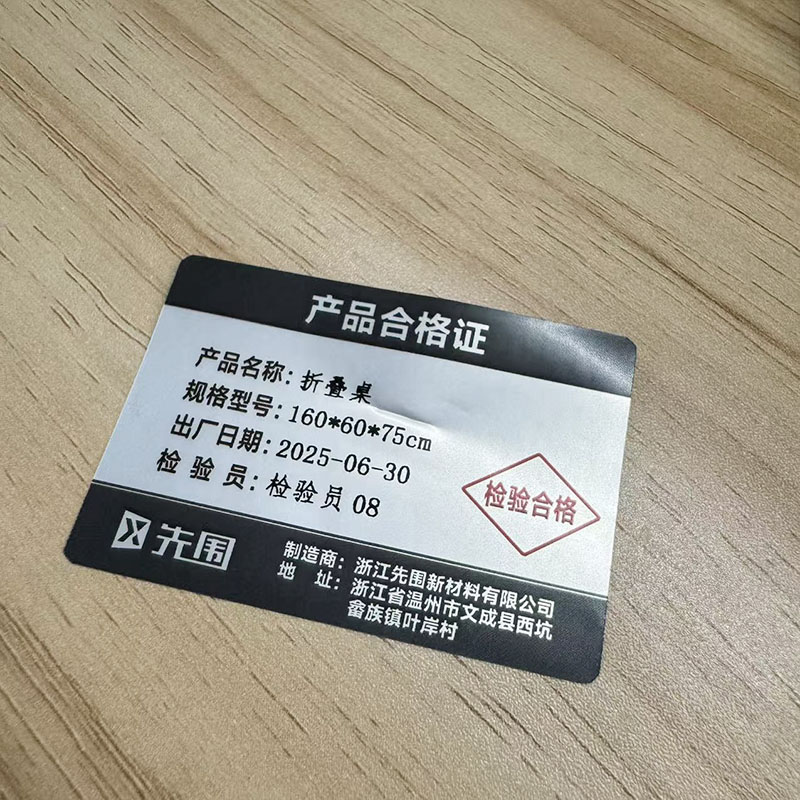 产品合格证
产品名称：折叠桌
规格型号：160*60*75cm
出厂日期：2025-06-30
检验员：检验员 08
检验合格
先围
制造商：浙江先围新材料有限公司
地址：浙江省温州市文成县西坑
畲族镇叶岸村